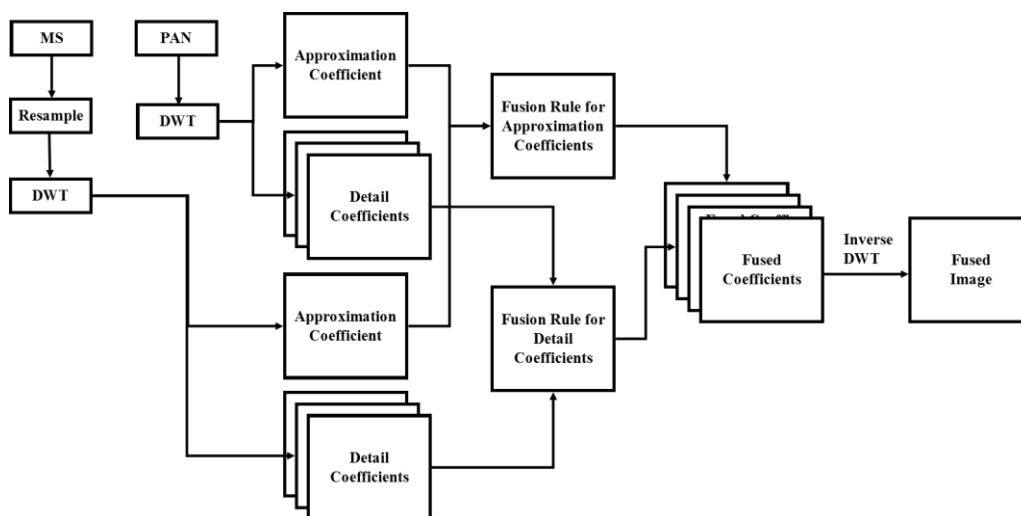 MS
PAN
Resample
DWT
DWT
Approximation
Coefficient
Detail
Coefficients
Approximation
Coefficient
Detail
Coefficients
Fusion Rule for
Approximation
Coefficients
Fusion Rule for
Detail
Coefficients
Fused
Coefficients
Inverse
DWT
Fused
Image